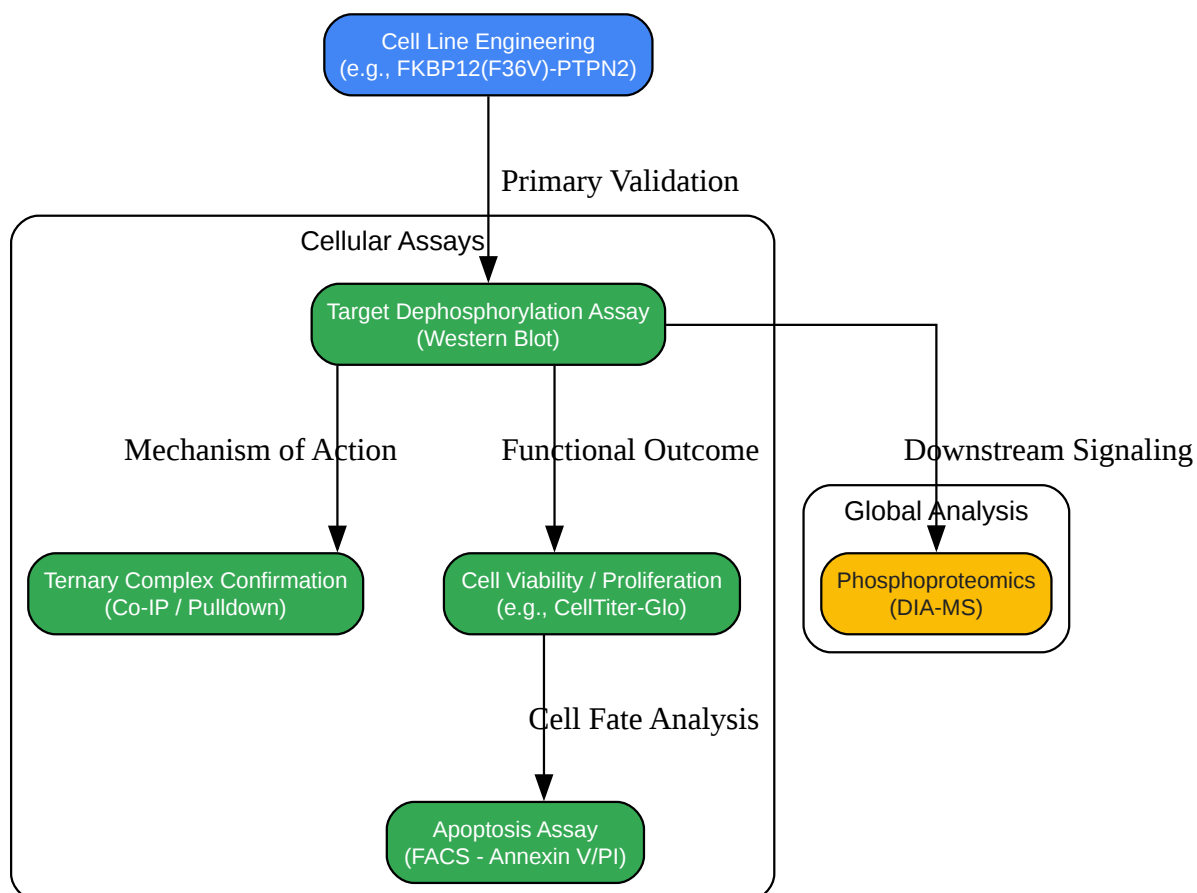 Cell Line Engineering
(e.g., FKBP12(F36V)-PTPN2)
Primary Validation
Cellular Assays
Target Dephosphorylation Assay
(Western Blot)
Mechanism of Action
Functional Outcome
Downstream Signaling
Global Analysis
Ternary Complex Confirmation
(Co-IP / Pulldown)
Cell Viability / Proliferation
(e.g., CellTiter-Glo)
Phosphoproteomics
(DIA-MS)
Cell Fate Analysis
Apoptosis Assay
(FACS - Annexin V/PI)